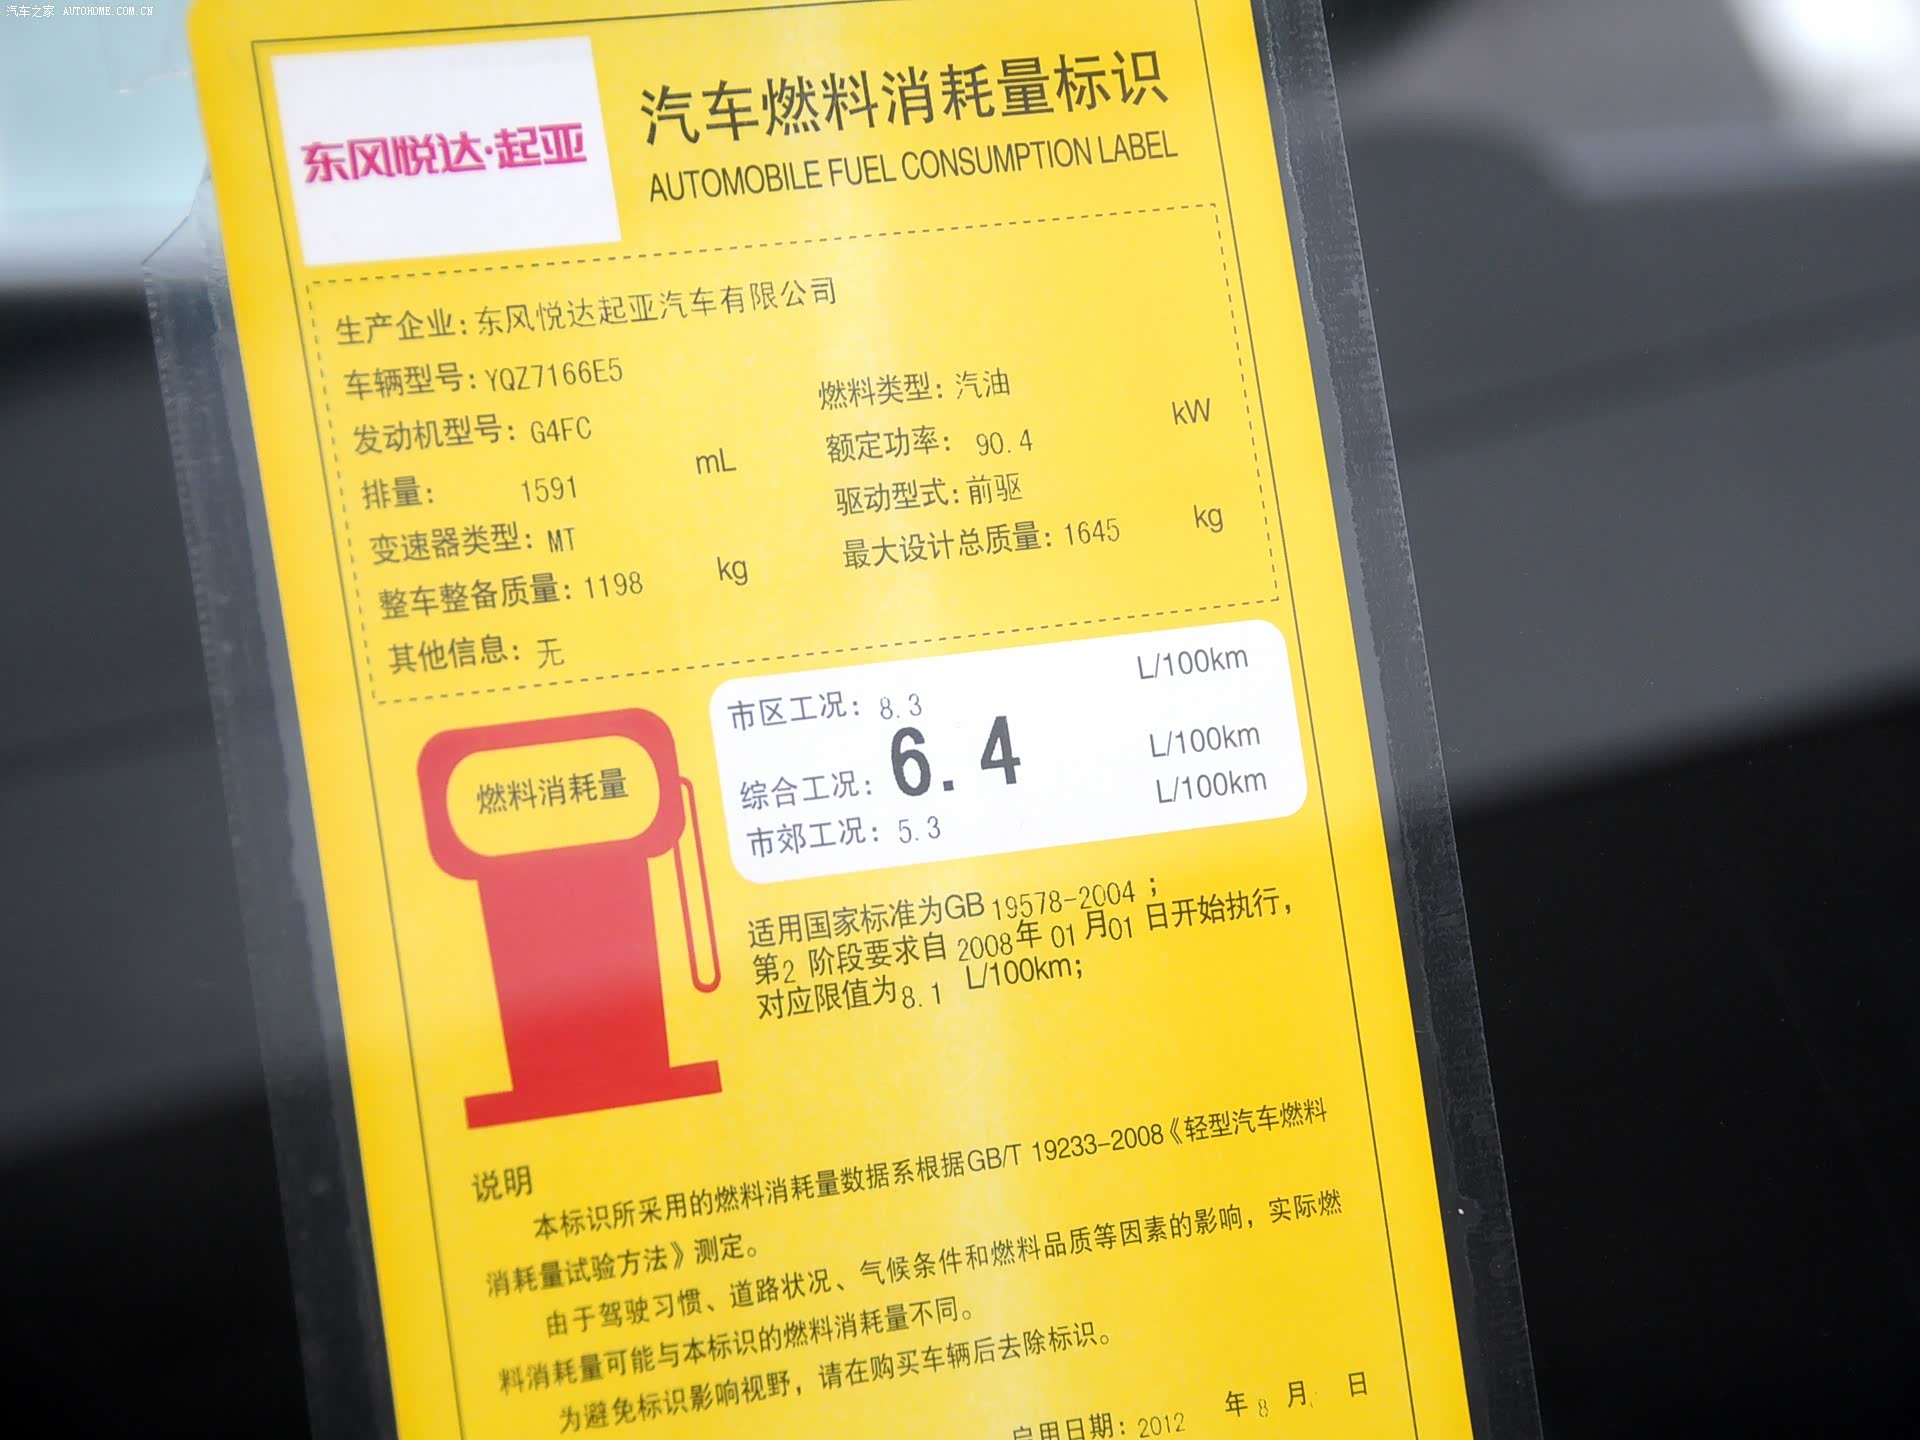 汽车之家 AUTOHOME.COM.CN
东风悦达·起亚
汽车燃料消耗量标识
AUTOMOBILE FUEL CONSUMPTION LABEL
生产企业: 东风悦达起亚汽车有限公司
车辆型号: YQZ7166E5
发动机型号: G4FC 燃料类型: 汽油
排量: 1591 mL 额定功率: 90.4 kW
变速器类型: MT 驱动型式: 前驱
整车整备质量: 1198 kg 最大设计总质量: 1645 kg
其他信息: 无
燃料消耗量
市区工况: 8.3 L/100km
综合工况: 6.4 L/100km
市郊工况: 5.3 L/100km
适用国家标准为GB 19578-2004 ;
第2 阶段要求自 2008年 01 月01 日开始执行,
对应限值为8.1 L/100km;
说明
本标识所采用的燃料消耗量数据系根据GB/T 19233-2008《轻型汽车燃料
消耗量试验方法》测定。
由于驾驶习惯、道路状况、气候条件和燃料品质等因素的影响, 实际燃
料消耗量可能与本标识的燃料消耗量不同。
为避免标识影响视野, 请在购买车辆后去除标识。
启用日期: 2012 年 8 月 日